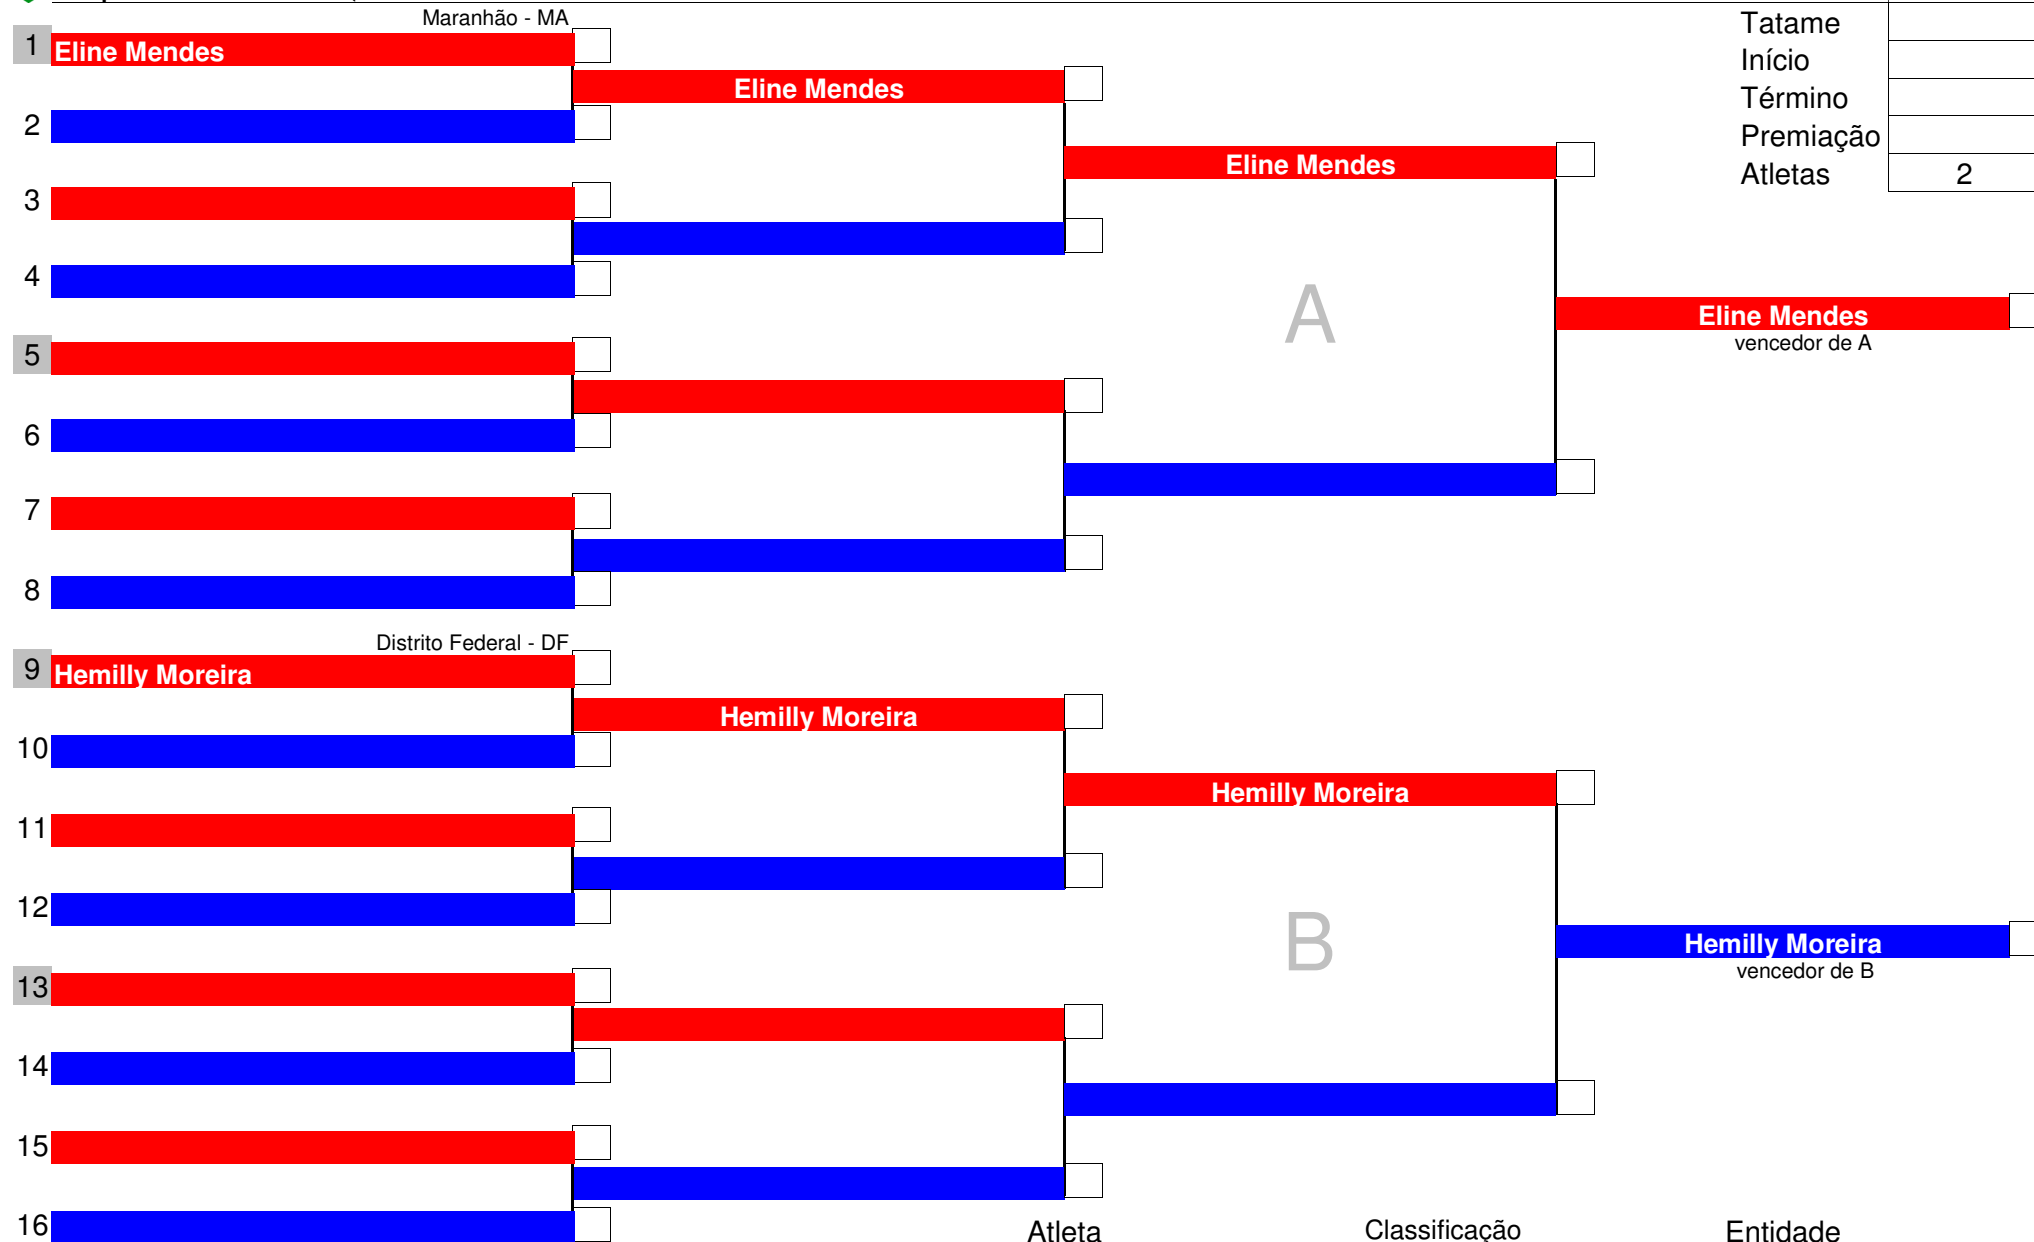 Maranhão - MA
Tatame
1 Eline Mendes
Início
Eline Mendes
Término
2
Premiação
Eline Mendes
Atletas 2
3
4
A
Eline Mendes
vencedor de A
5
6
7
8
Distrito Federal - DF
9 Hemilly Moreira
Hemilly Moreira
10
Hemilly Moreira
11
12
B
Hemilly Moreira
vencedor de B
13
14
15
16
Atleta Classificação Entidade